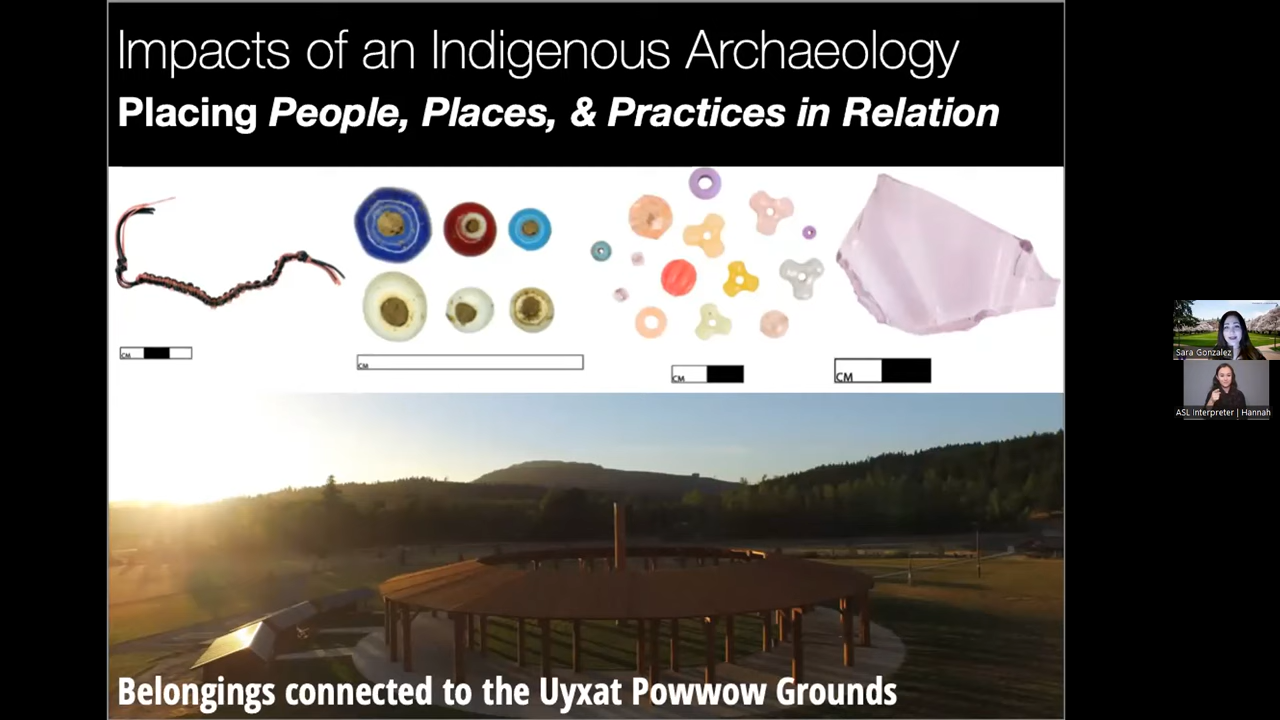 Impacts of an Indigenous Archaeology
Placing People, Places, & Practices in Relation
CM
CM
CM
CM
Sara Gonzalez
ASL Interpreter | Hannah
Belongings connected to the Uyxat Powwow Grounds